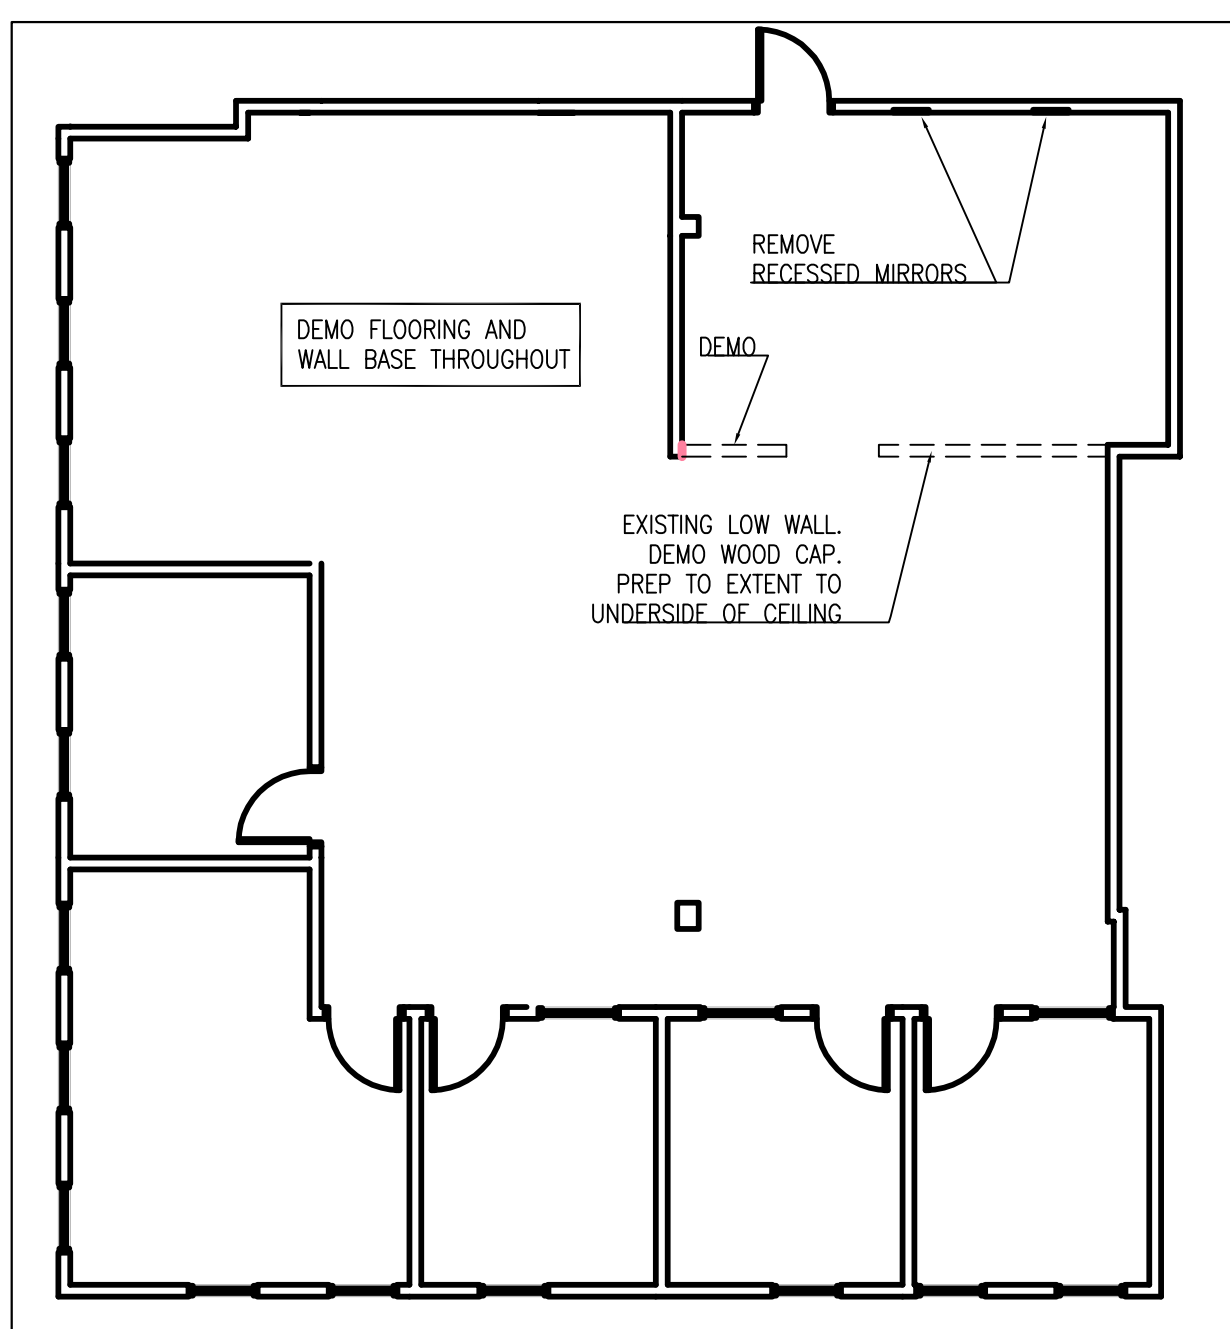 REMOVE
RECESSED MIRRORS
DEMO FLOORING AND
WALL BASE THROUGHOUT
DEMO
EXISTING LOW WALL.
DEMO WOOD CAP.
PREP TO EXTENT TO
UNDERSIDE OF CEILING